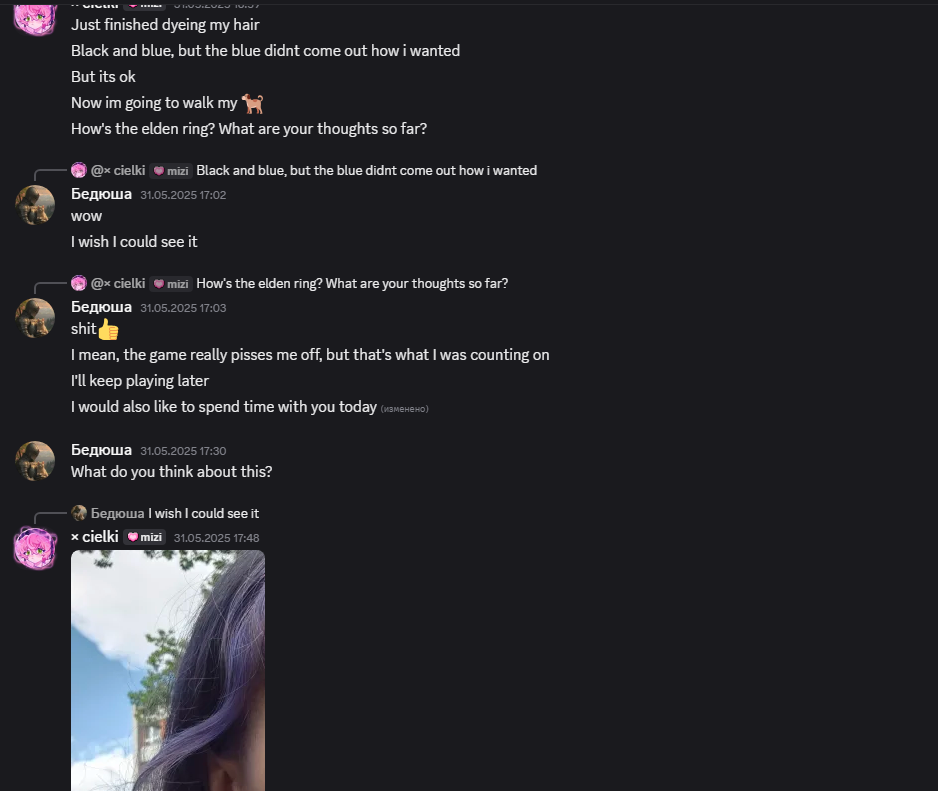 × cielki mizi 31.05.2025 16:59
Just finished dyeing my hair
Black and blue, but the blue didnt come out how i wanted
But its ok
Now im going to walk my
How's the elden ring? What are your thoughts so far?
@× cielki mizi Black and blue, but the blue didnt come out how i wanted
Бедюша 31.05.2025 17:02
wow
I wish I could see it
@× cielki mizi How's the elden ring? What are your thoughts so far?
Бедюша 31.05.2025 17:03
shit
I mean, the game really pisses me off, but that's what I was counting on
I'll keep playing later
I would also like to spend time with you today (изменено)
Бедюша 31.05.2025 17:30
What do you think about this?
Бедюша I wish I could see it
× cielki mizi 31.05.2025 17:48